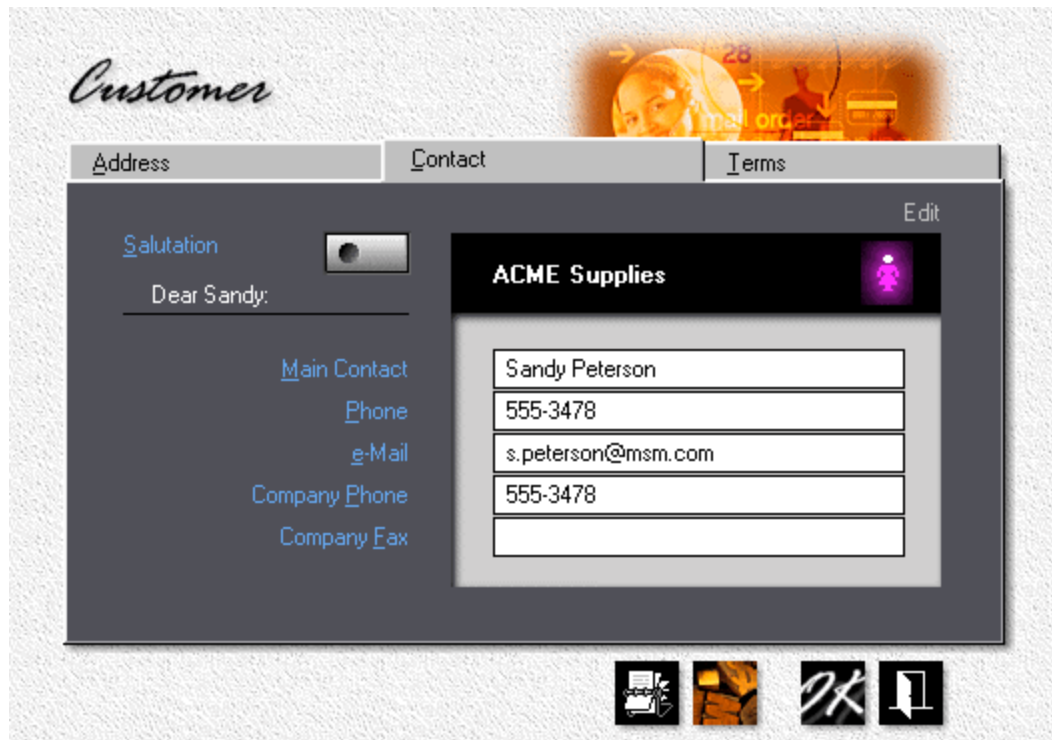 Customer
28
mail order
Address
Contact
Terms
Edit
Salutation
ACME Supplies
Dear Sandy:
Main Contact
Sandy Peterson
Phone
555-3478
e-Mail
s.peterson@msm.com
Company Phone
555-3478
Company Fax
OK